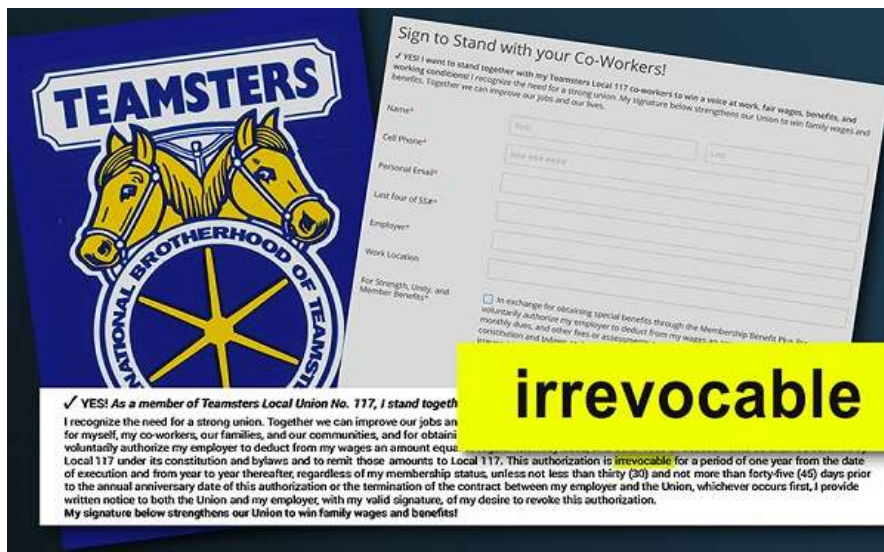 TEAMSTERS
NATIONAL BROTHERHOOD OF TEAMST
Sign to Stand with your Co-Workers!
✓ YES! I want to stand together with my Teamsters Local 117 co-workers to win a voice at work, fair wages, benefits, and
working conditions! I recognize the need for a strong union. My signature below strengthens our Union to win family wages and
benefits. Together we can improve our jobs and our lives.
Name*
First
Last
Cell Phone*
### ### ####
Personal Email*
Last four of SS#*
Employer*
Work Location
For Strength, Unity, and
Member Benefits*
In exchange for obtaining special benefits through the Membership Benefit Plus
voluntarily authorize my employer to deduct from my wages an
monthly dues, and other fees or assessments
constitution and bylaws
irrevocable
✓ YES! As a member of Teamsters Local Union No. 117, I stand togeth
I recognize the need for a strong union. Together we can improve our jobs an
for myself, my co-workers, our families, and our communities, and for obtaini
voluntarily authorize my employer to deduct from my wages an amount equa
Local 117 under its constitution and bylaws and to remit those amounts to Local 117. This authorization is irrevocable for a period of one year from the date
of execution and from year to year thereafter, regardless of my membership status, unless not less than thirty (30) and not more than forty-five (45) days prior
to the annual anniversary date of this authorization or the termination of the contract between my employer and the Union, whichever occurs first, I provide
written notice to both the Union and my employer, with my valid signature, of my desire to revoke this authorization.
My signature below strengthens our Union to win family wages and benefits!